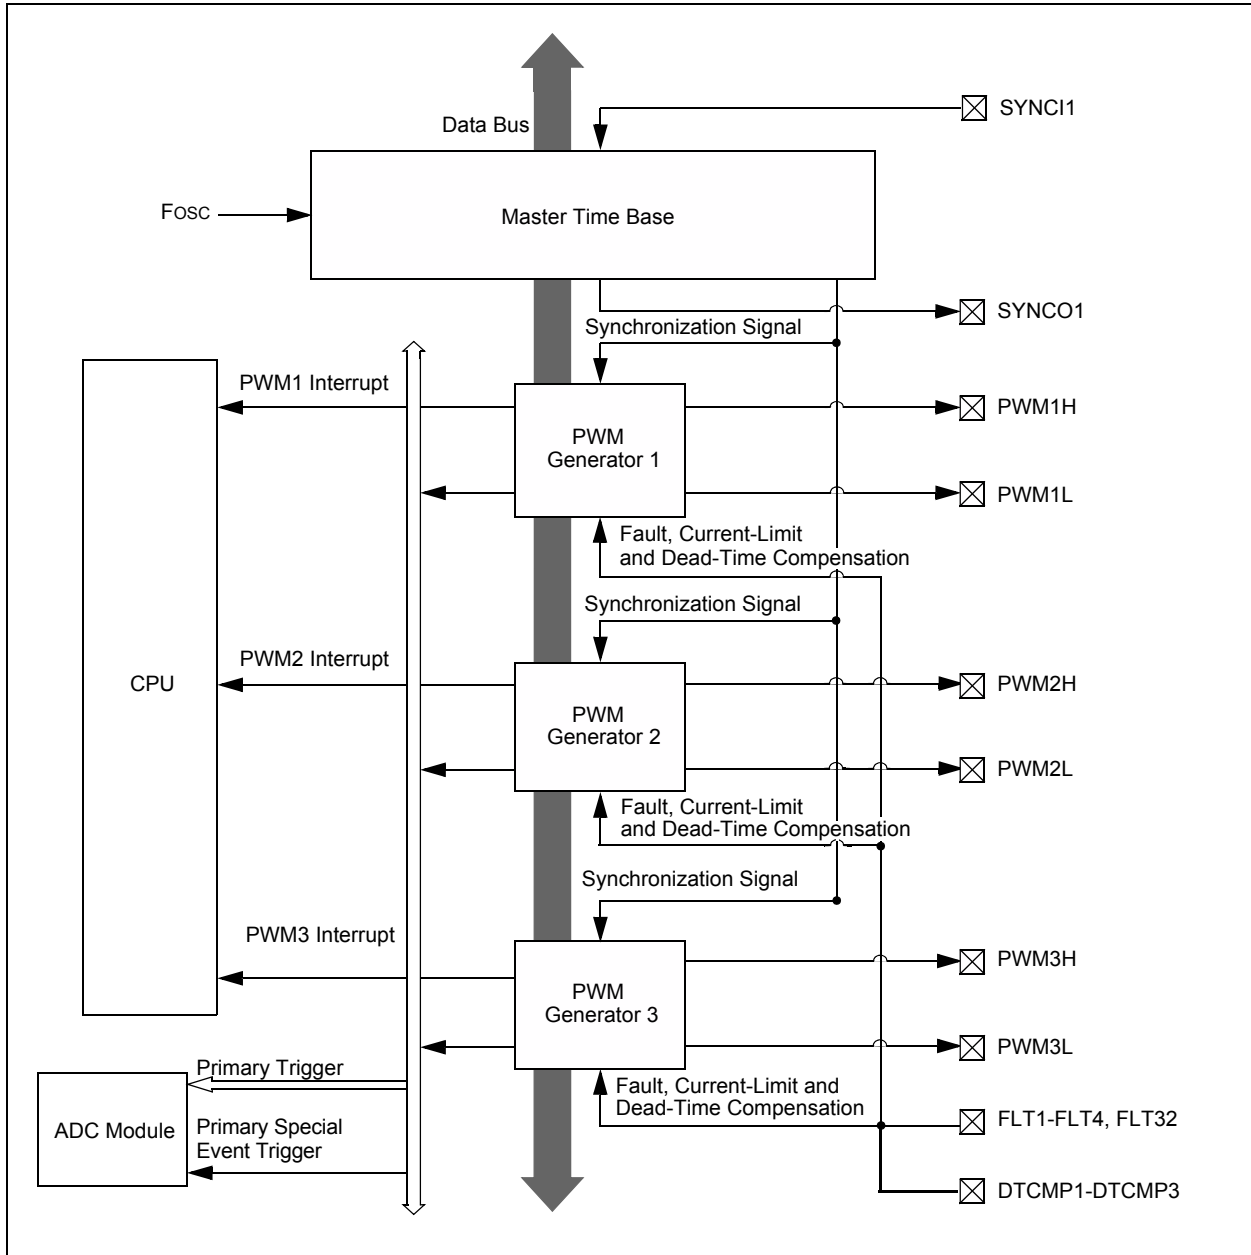 SYNCI1
Data Bus
FOSC
Master Time Base
SYNCO1
Synchronization Signal
PWM1 Interrupt
PWM1H
PWM
Generator 1
PWM1L
Fault, Current-Limit
and Dead-Time Compensation
Synchronization Signal
PWM2 Interrupt
CPU
PWM2H
PWM
Generator 2
PWM2L
Fault, Current-Limit
and Dead-Time Compensation
Synchronization Signal
PWM3 Interrupt
PWM3H
PWM
Generator 3
PWM3L
Primary Trigger
Fault, Current-Limit and
Dead-Time Compensation
ADC Module
Primary Special
Event Trigger
FLT1-FLT4, FLT32
DTCMP1-DTCMP3